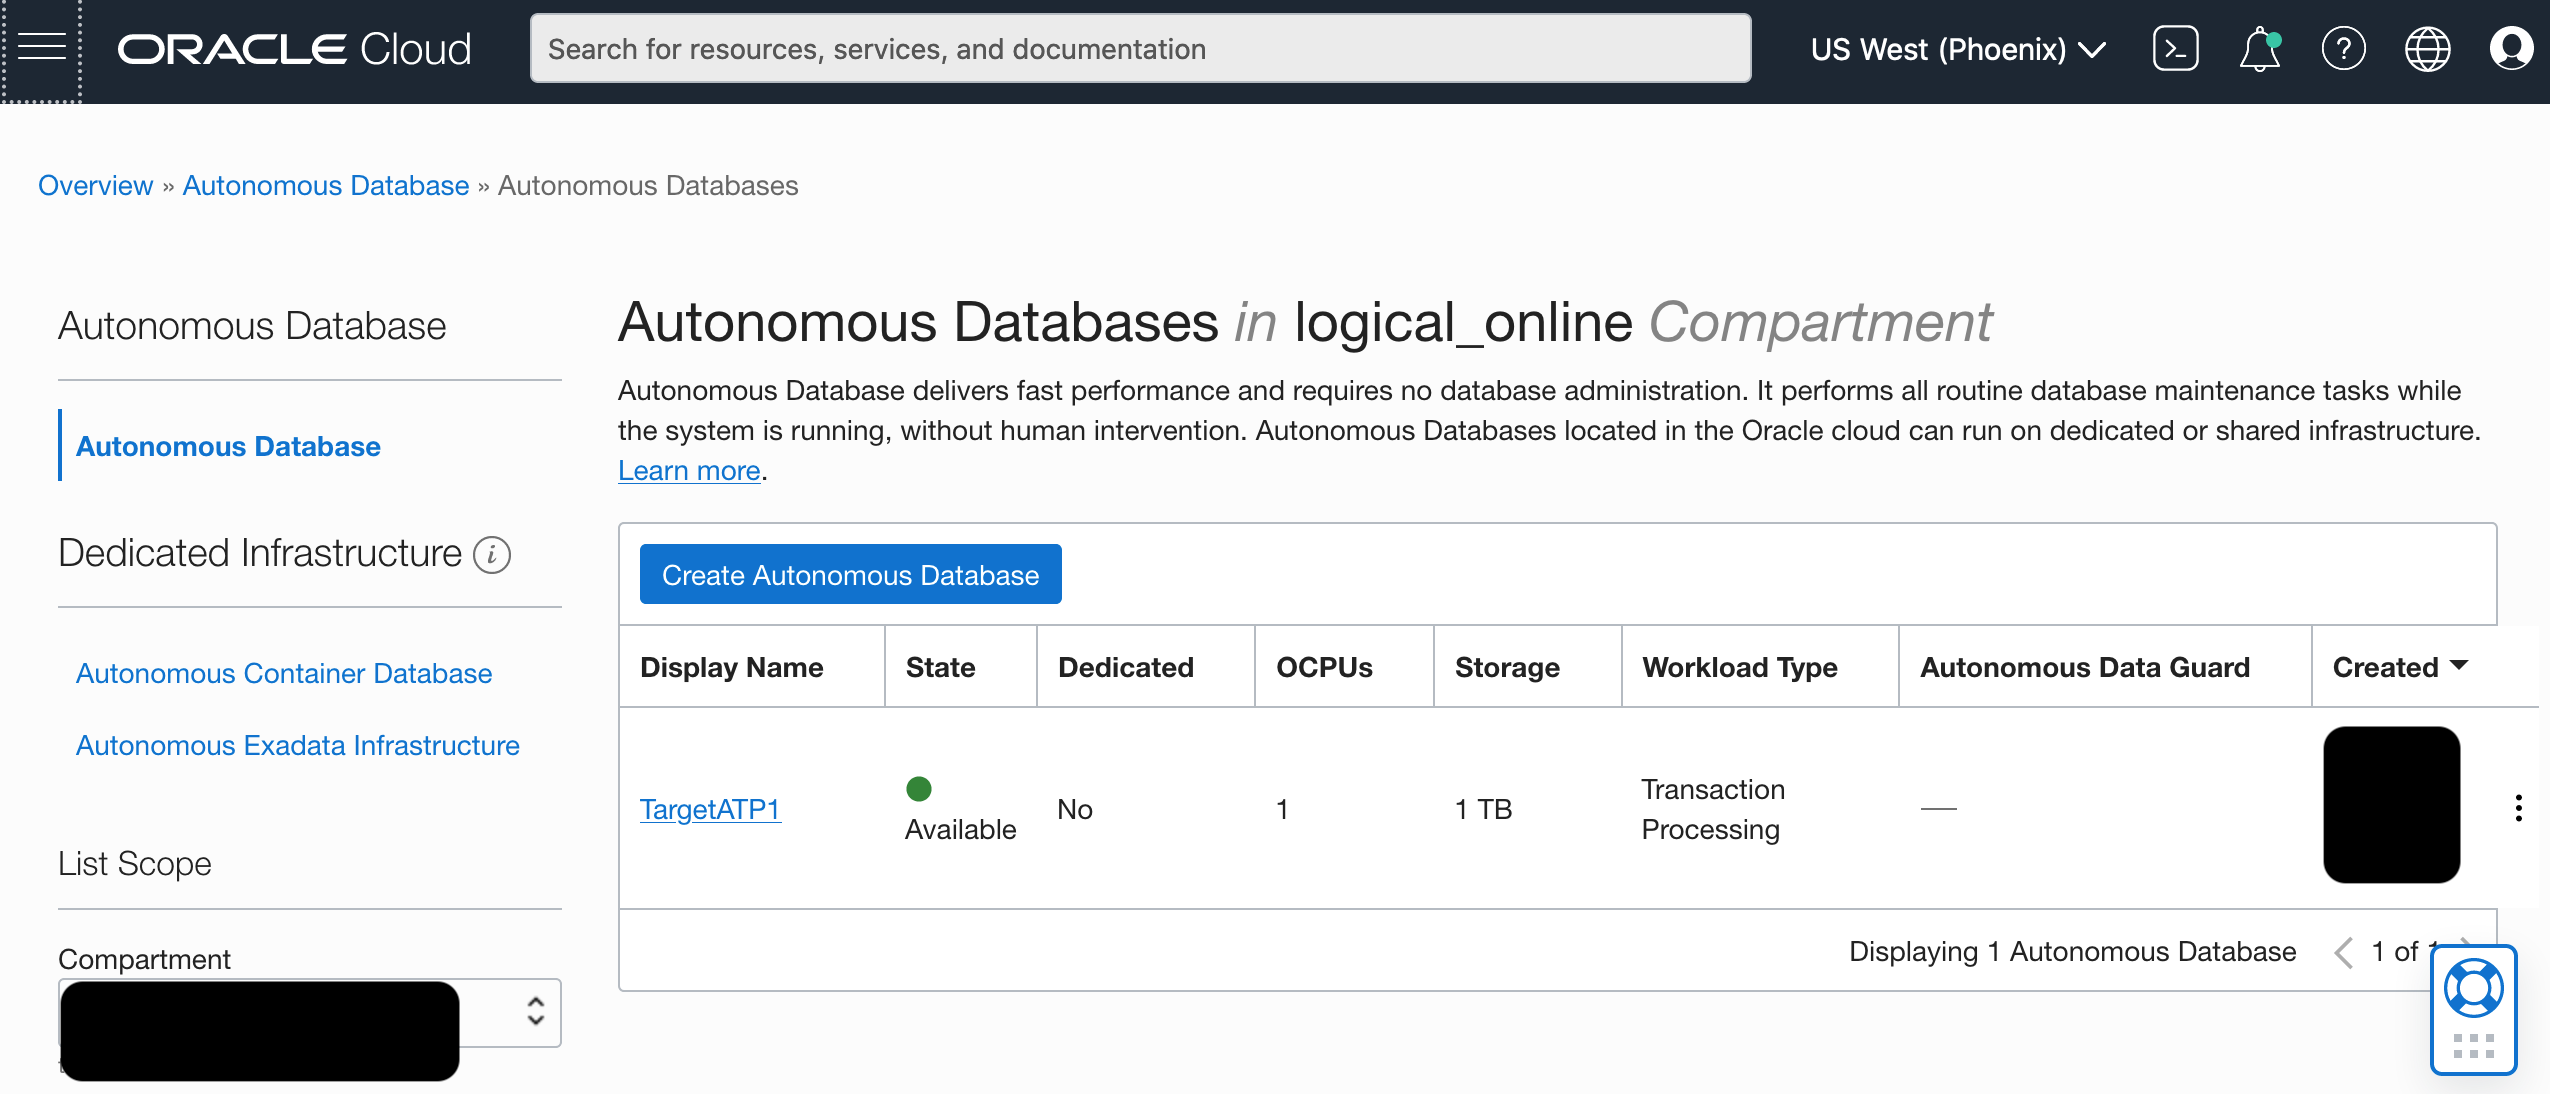 ORACLE Cloud
Search for resources, services, and documentation
US West (Phoenix)
Overview » Autonomous Database » Autonomous Databases
Autonomous Database
Autonomous Database
Dedicated Infrastructure i
Autonomous Container Database
Autonomous Exadata Infrastructure
List Scope
Compartment
Autonomous Databases in logical_online Compartment
Autonomous Database delivers fast performance and requires no database administration. It performs all routine database maintenance tasks while
the system is running, without human intervention. Autonomous Databases located in the Oracle cloud can run on dedicated or shared infrastructure.
Learn more.
Create Autonomous Database
Display Name State Dedicated OCPUs Storage Workload Type Autonomous Data Guard Created
TargetATP1 Available No 1 1 TB Transaction Processing —
Displaying 1 Autonomous Database < 1 of